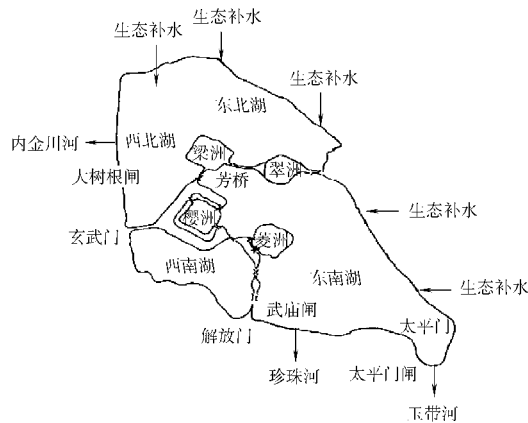 生态补水
生态补水
生态补水
东北湖
西北湖
内金川河
梁洲
翠洲
大树根闸
芳桥
樱洲
生态补水
玄武门
菱洲
西南湖
东南湖
生态补水
武庙闸
太平门
解放门
珍珠河
太平门闸
玉带河